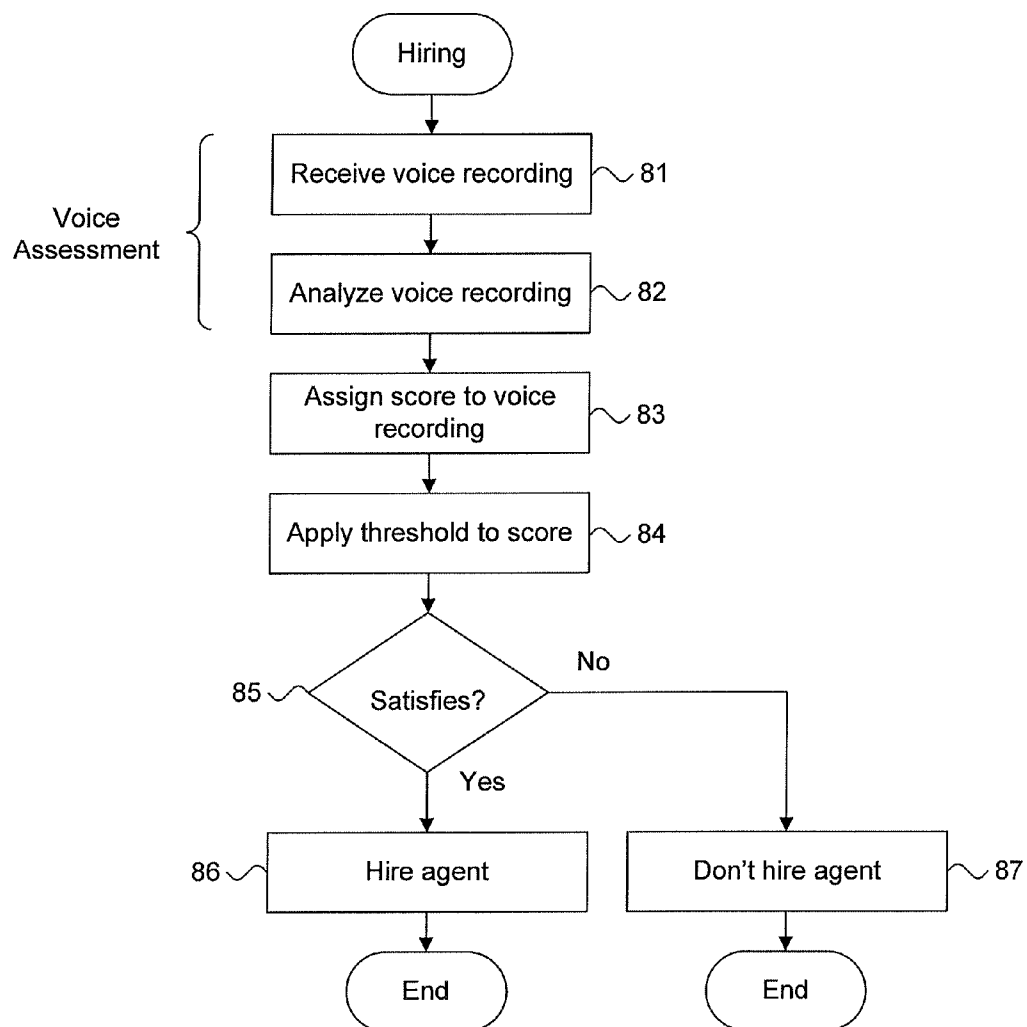 Hiring
Receive voice recording
81
Voice
Assessment
Analyze voice recording
82
Assign score to voice
recording
83
Apply threshold to score
84
85
Satisfies?
No
Yes
86
Hire agent
Don't hire agent
87
End
End